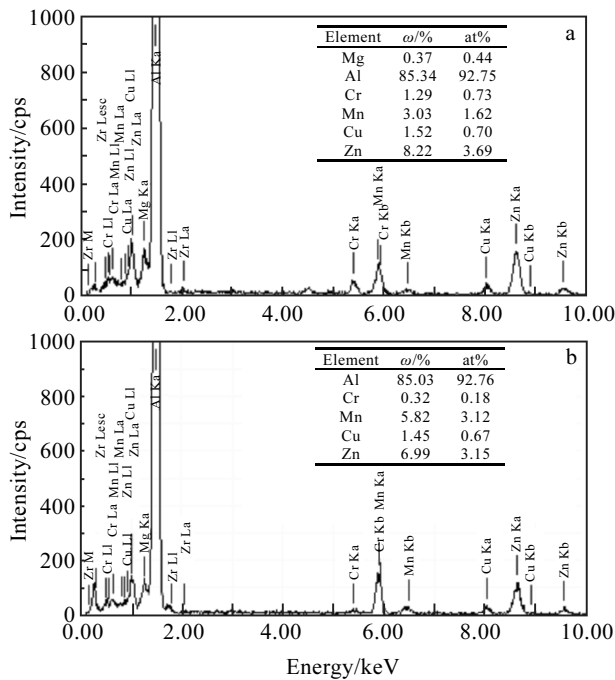 1000
800
600
400
200
0
Intensity/cps
a
Element ω/% at%
Mg 0.37 0.44
Al 85.34 92.75
Cr 1.29 0.73
Mn 3.03 1.62
Cu 1.52 0.70
Zn 8.22 3.69
Zr M
Zr Lesc
Cr Ll
Cr La
Mn Ll
Mn La
Cu La
Zn Ll
Cu Ll
Zn La
Mg Ka
Al Ka
Zr Ll
Zr La
Cr Ka
Mn Ka
Cr Kb
Mn Kb
Cu Ka
Zn Ka
Cu Kb
Zn Kb
0.00 2.00 4.00 6.00 8.00 10.00
1000
800
600
400
200
0
Intensity/cps
b
Element ω/% at%
Al 85.03 92.76
Cr 0.32 0.18
Mn 5.82 3.12
Cu 1.45 0.67
Zn 6.99 3.15
Zr M
Zr Lesc
Cr Ll
Cr La
Mn Ll
Mn La
Zn Ll
Cu Ll
Cu Ll
Zn La
Mg Ka
Al Ka
Zr Ll
Zr La
Cr Ka
Cr Kb
Mn Ka
Mn Kb
Cu Ka
Zn Ka
Cu Kb
Zn Kb
0.00 2.00 4.00 6.00 8.00 10.00
Energy/keV